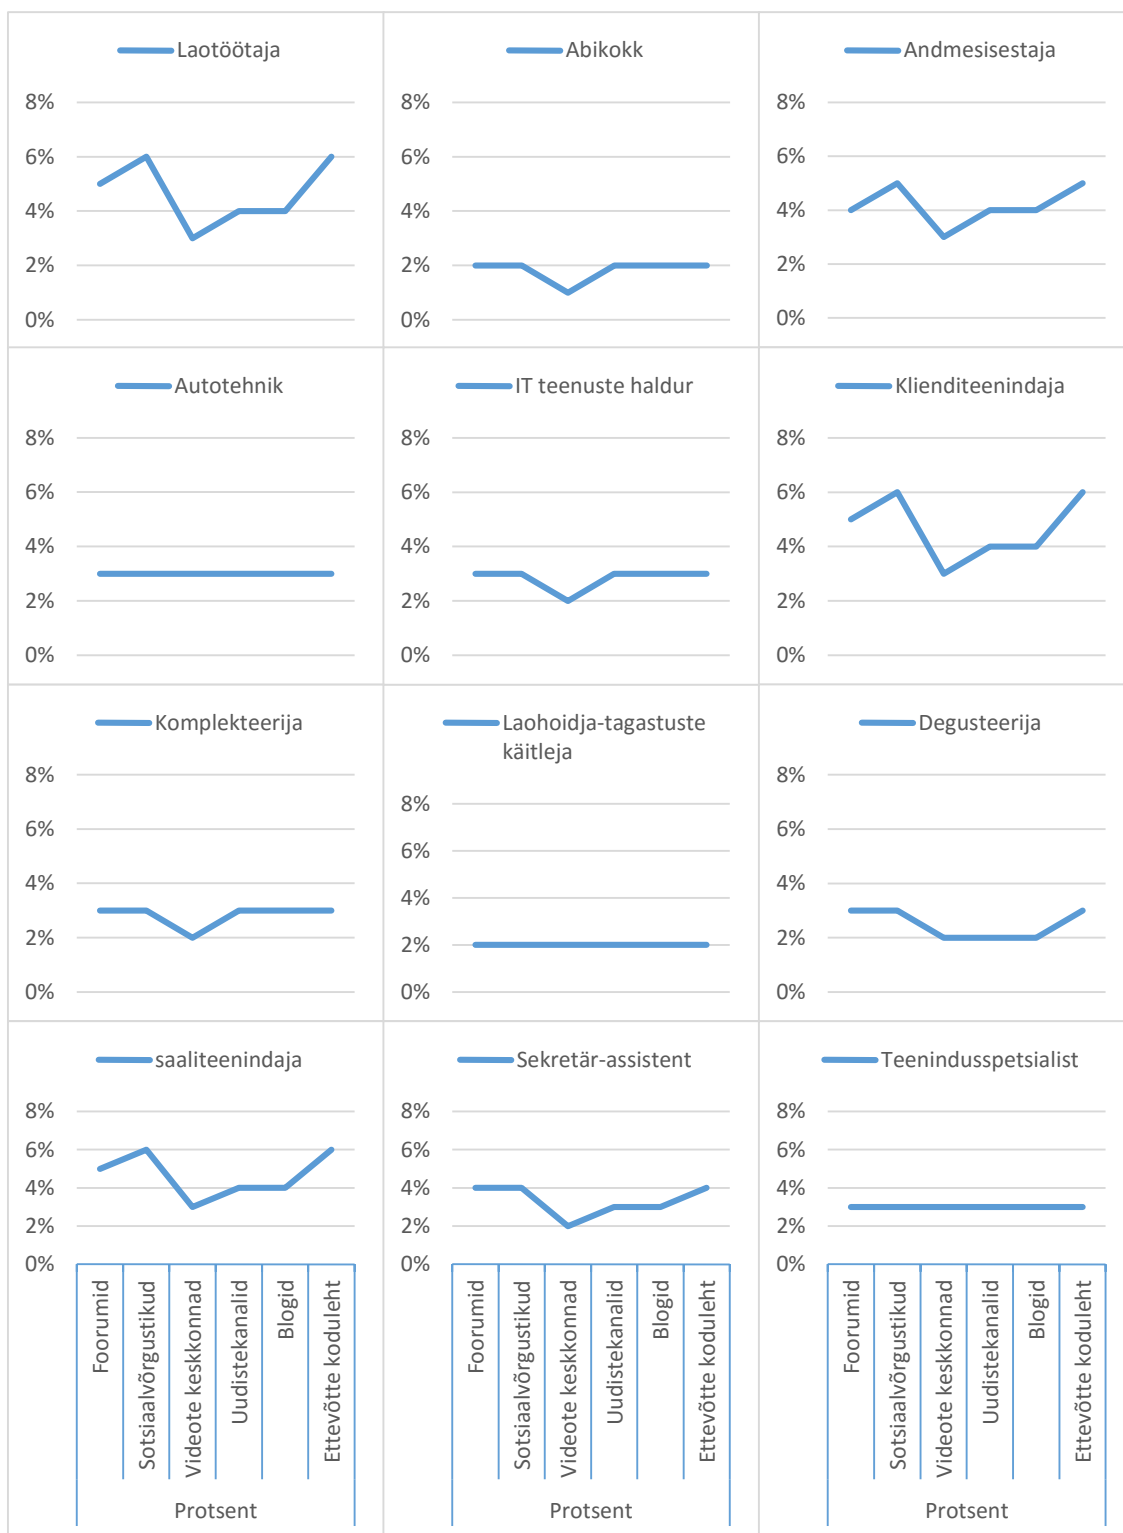 Laotöötaja
8%
6%
4%
2%
0%
Abikokk
8%
6%
4%
2%
0%
Andmesisestaja
8%
6%
4%
2%
0%
Autotehnik
8%
6%
4%
2%
0%
IT teenuste haldur
8%
6%
4%
2%
0%
Klienditeenindaja
8%
6%
4%
2%
0%
Komplekteerija
8%
6%
4%
2%
0%
Laohoidja-tagastuste
käitleja
8%
6%
4%
2%
0%
Degusteerija
8%
6%
4%
2%
0%
saaliteenindaja
8%
6%
4%
2%
0%
Foorumid
Sotsiaalvõrgustikud
Videote keskkonnad
Uudistekanalid
Blogid
Ettevõtte koduleht
Protsent
Sekretär-assistent
8%
6%
4%
2%
0%
Foorumid
Sotsiaalvõrgustikud
Videote keskkonnad
Uudistekanalid
Blogid
Ettevõtte koduleht
Protsent
Teenindusspetsialist
8%
6%
4%
2%
0%
Foorumid
Sotsiaalvõrgustikud
Videote keskkonnad
Uudistekanalid
Blogid
Ettevõtte koduleht
Protsent